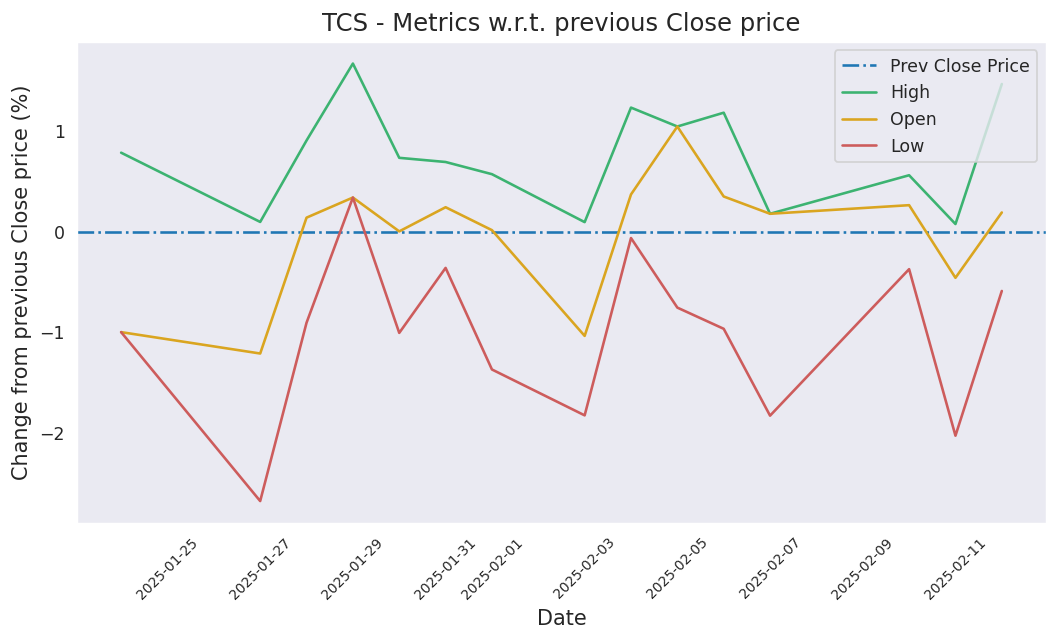 TCS - Metrics w.r.t. previous Close price
Prev Close Price
High
Open
Low
Change from previous Close price (%)
1
0
−1
−2
2025-01-25
2025-01-27
2025-01-29
2025-01-31
2025-02-01
2025-02-03
2025-02-05
2025-02-07
2025-02-09
2025-02-11
Date